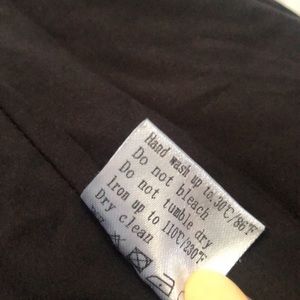 Hand wash up to 30℃/86℉
Do not bleach
Do not tumble dry
Iron up to 110℃/230℉
Dry clean